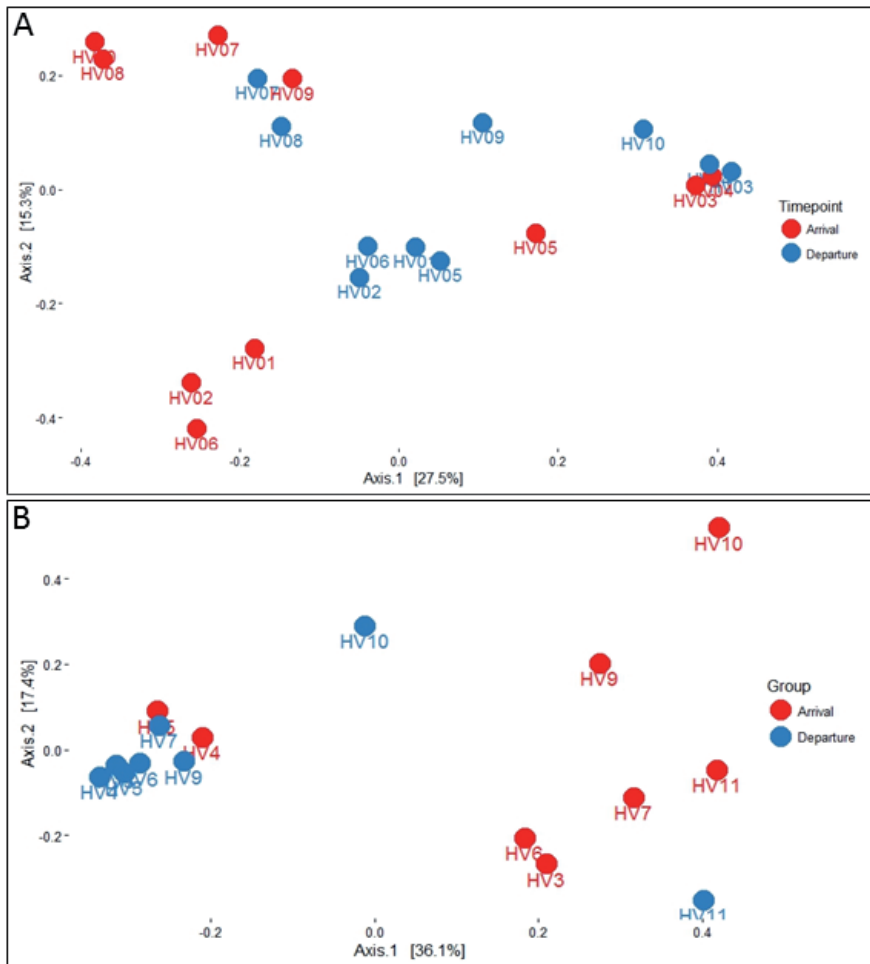 A
HV08
HV07
HV07
HV09
HV08
HV09
HV10
HV03
HV03
HV05
HV06
HV01
HV05
HV02
HV01
HV02
HV06
0.2
0.0
-0.2
-0.4
-0.4
-0.2
0.0
0.2
0.4
Axis.2 [15.3%]
Axis.1 [27.5%]
Timepoint
Arrival
Departure
B
HV10
HV10
HV9
HV7
HV4
HV9
HV4
HV11
HV7
HV6
HV3
HV11
0.4
0.2
0.0
-0.2
-0.2
0.0
0.2
0.4
Axis.2 [17.4%]
Axis.1 [36.1%]
Group
Arrival
Departure